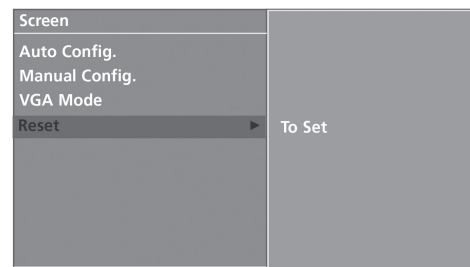 Screen
Auto Config.
Manual Config.
VGA Mode
Reset ► To Set